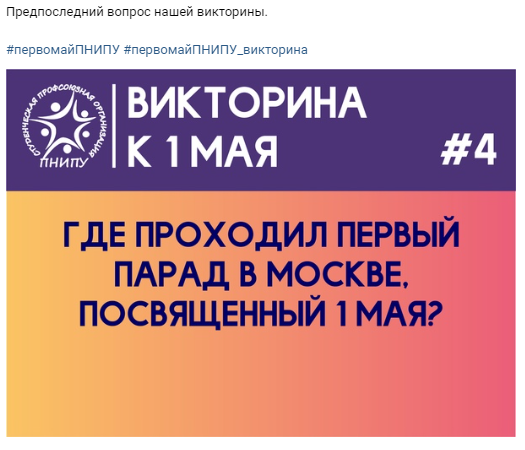 Предпоследний вопрос нашей викторины.
#первомайПНИПУ #первомайПНИПУ_викторина
СТУДЕНЧЕСКАЯ ПРОФСОЮЗНАЯ ОРГАНИЗАЦИЯ
ПНИПУ
ВИКТОРИНА
К 1 МАЯ
#4
ГДЕ ПРОХОДИЛ ПЕРВЫЙ
ПАРАД В МОСКВЕ,
ПОСВЯЩЕННЫЙ 1 МАЯ?